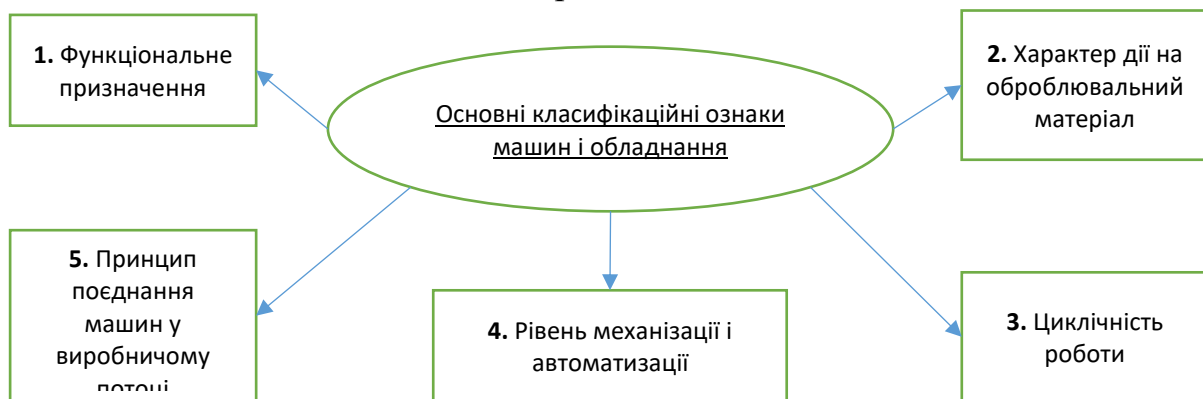 1. Функціональне
призначення
Основні класифікаційні ознаки
машин і обладнання
2. Характер дії на
оброблювальний
матеріал
5. Принцип
поєднання
машин у
виробничому
потоці
4. Рівень механізації і
автоматизації
3. Циклічність
роботи